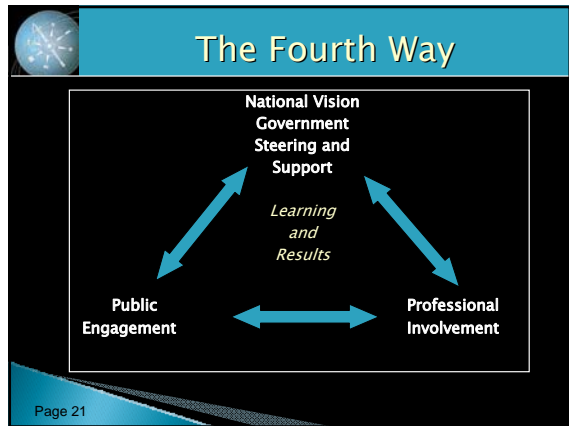 The Fourth Way
National Vision
Government
Steering and
Support
Learning
and
Results
Public
Engagement
Professional
Involvement
Page 21